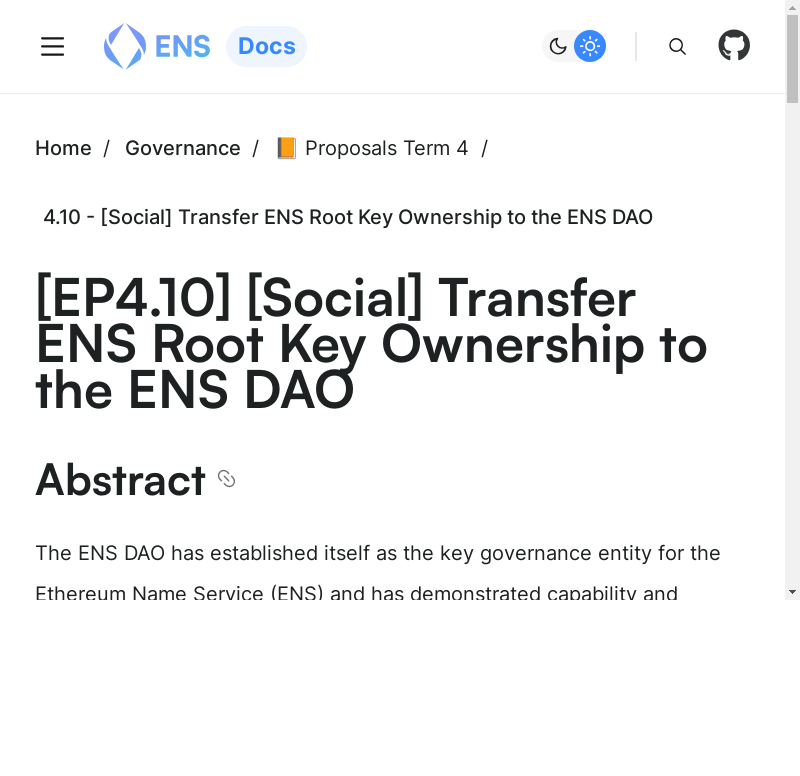 ENS Docs
Home / Governance / Proposals Term 4 /
4.10 - [Social] Transfer ENS Root Key Ownership to the ENS DAO
[EP4.10] [Social] Transfer
ENS Root Key Ownership to
the ENS DAO
Abstract
The ENS DAO has established itself as the key governance entity for the
Ethereum Name Service (ENS) and has demonstrated capability and